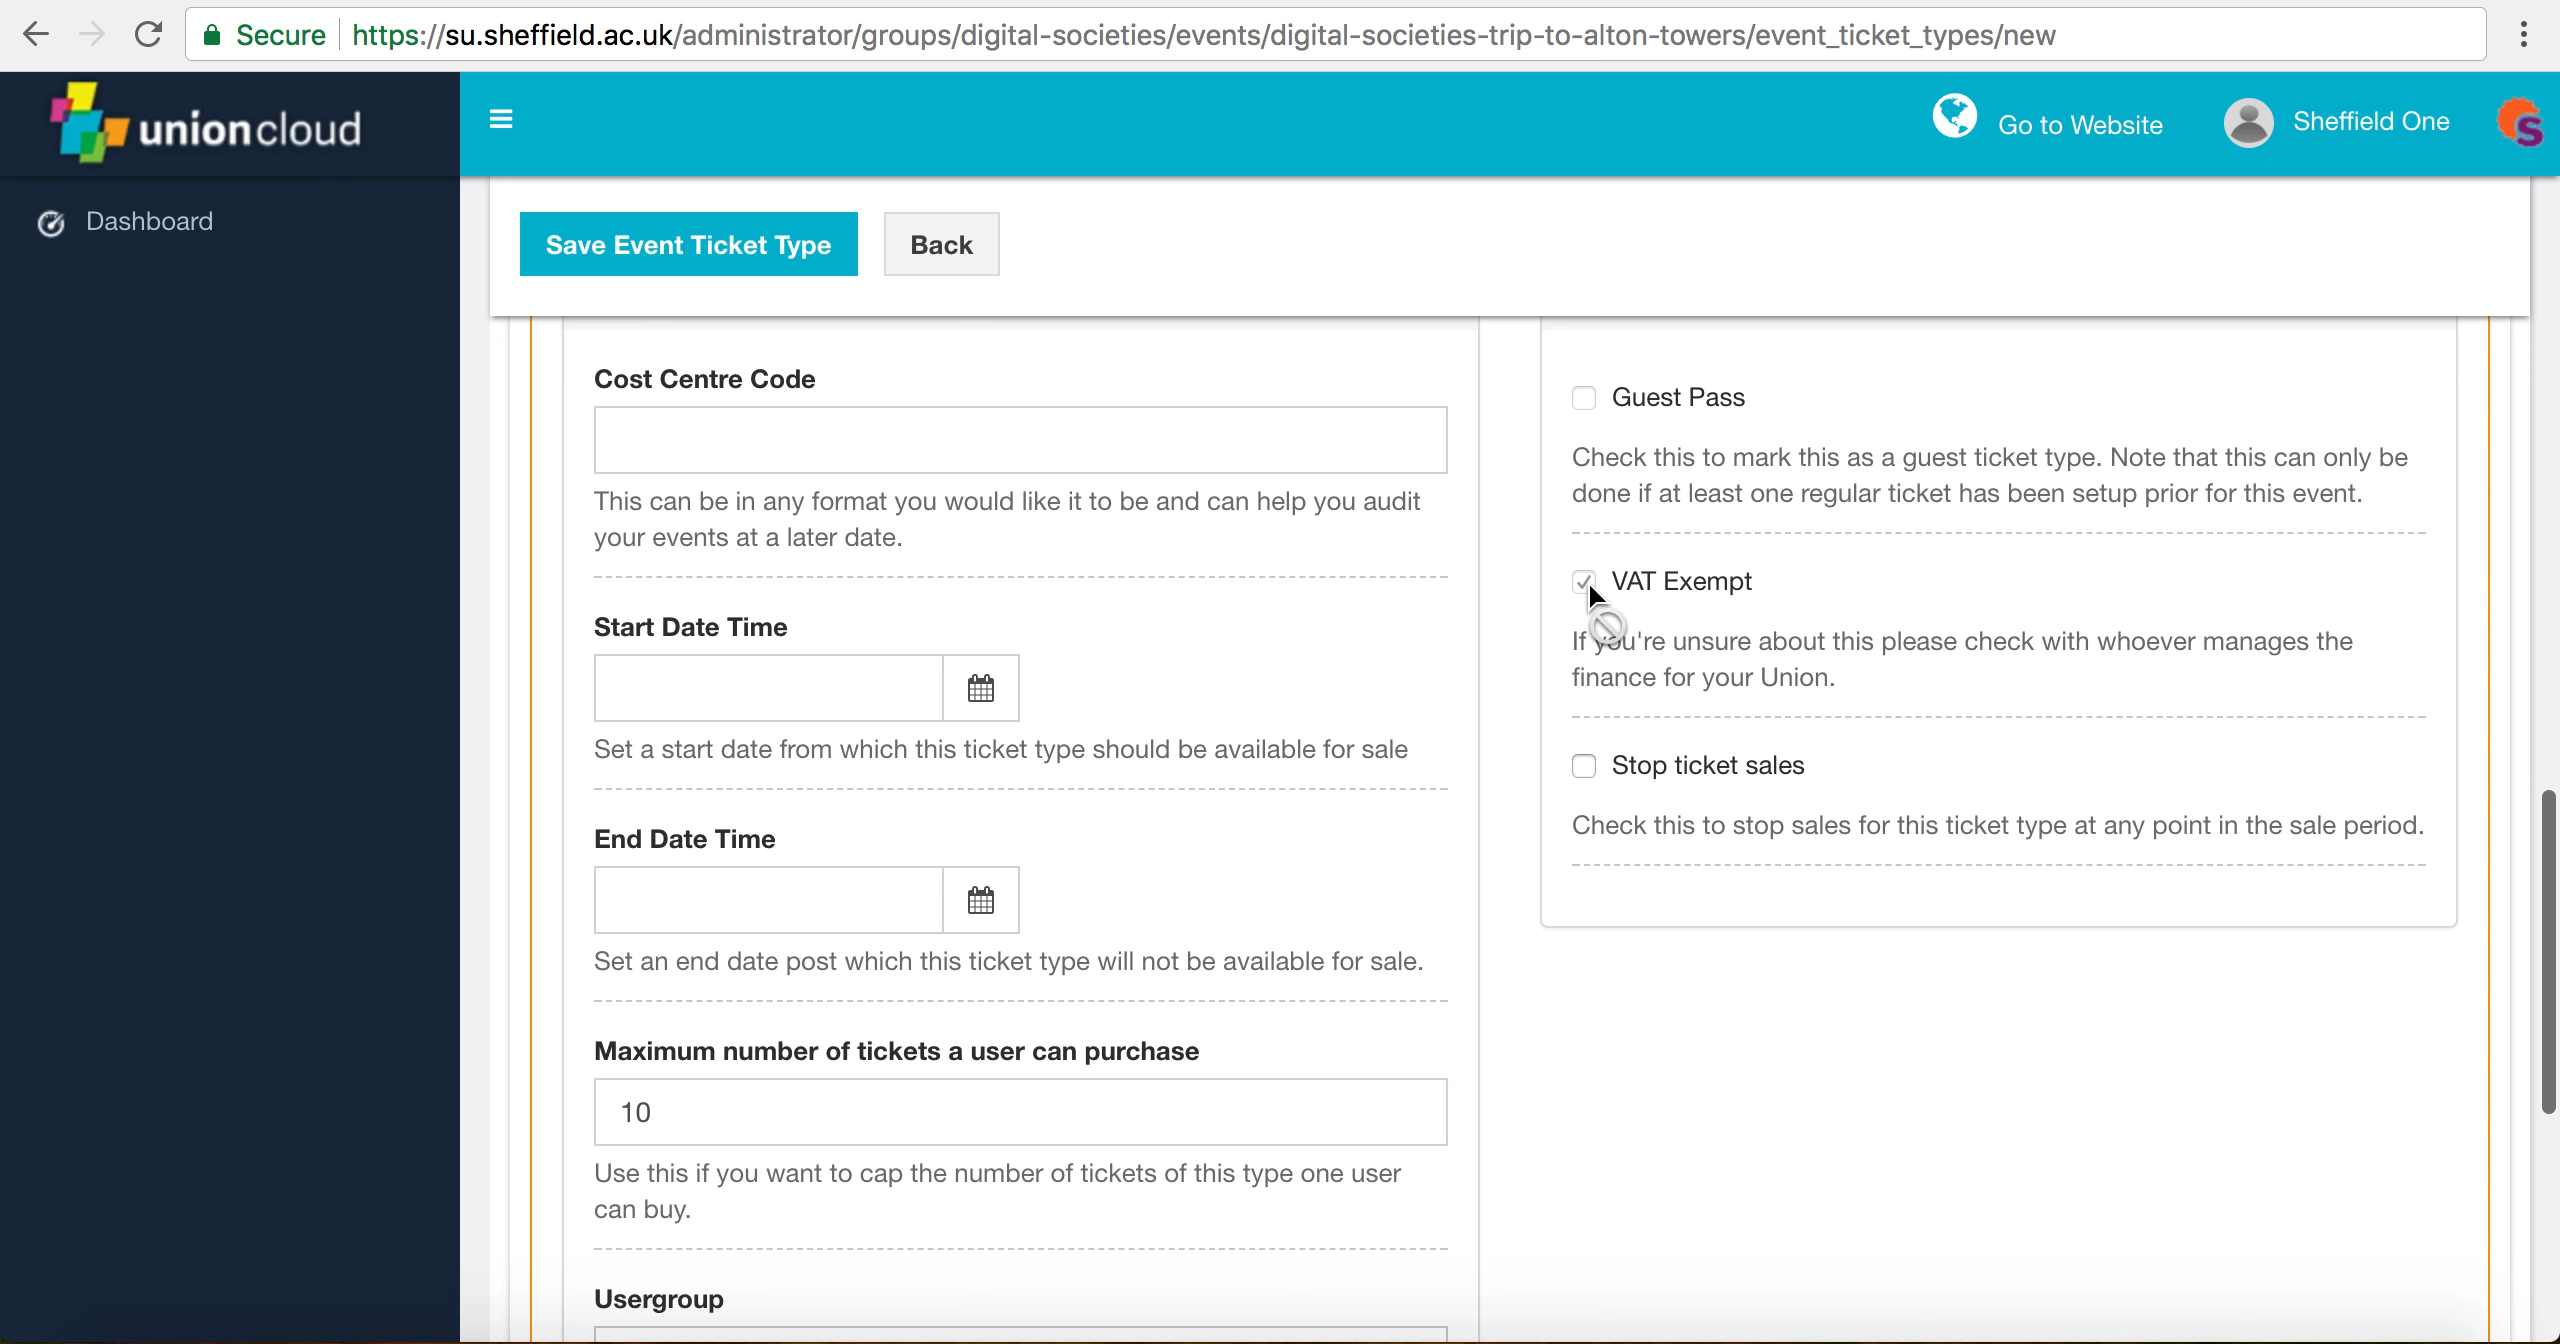 Secure
https://su.sheffield.ac.uk/administrator/groups/digital-societies/events/digital-societies-trip-to-alton-towers/event_ticket_types/new
unioncloud
Go to Website
Sheffield One
S
Dashboard
Save Event Ticket Type
Back
Cost Centre Code
This can be in any format you would like it to be and can help you audit
your events at a later date.
Start Date Time
Set a start date from which this ticket type should be available for sale
End Date Time
Set an end date post which this ticket type will not be available for sale.
Maximum number of tickets a user can purchase
10
Use this if you want to cap the number of tickets of this type one user
can buy.
Usergroup
Guest Pass
Check this to mark this as a guest ticket type. Note that this can only be
done if at least one regular ticket has been setup prior for this event.
VAT Exempt
If you're unsure about this please check with whoever manages the
finance for your Union.
Stop ticket sales
Check this to stop sales for this ticket type at any point in the sale period.